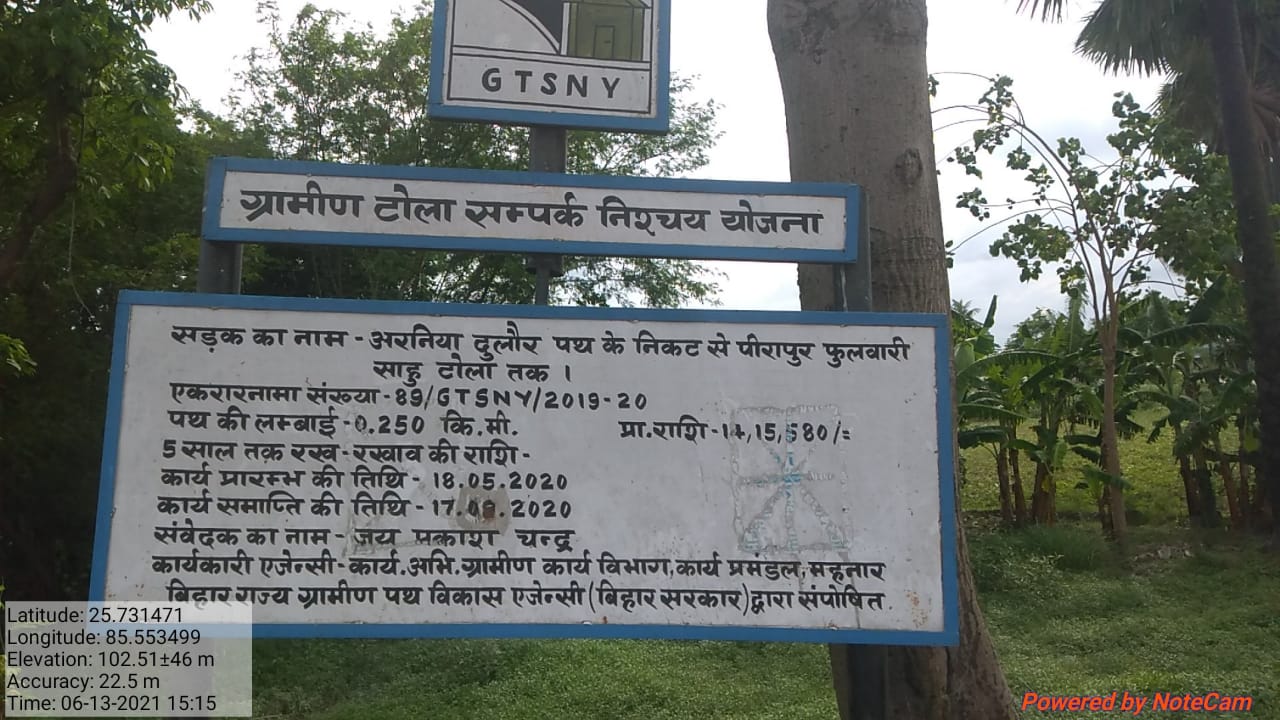 GTSNY
ग्रामीण टोला सम्पर्क निश्चय योजना
सड़क का नाम - अरनिया दुलौर पथ के निकट से पीरापुर फुलवारी
साहु टोला तक ।
एकरारनामा संख्या - 89/GTSNY/2019-20
पथ की लम्बाई - 0.250 कि.मी. प्रा.राशि - 14,15,580/=
5 साल तक रख-रखाव की राशि -
कार्य प्रारम्भ की तिथि - 18.05.2020
कार्य समाप्ति की तिथि -
संवेदक का नाम - जय प्रकाश चन्द्र
कार्यकारी एजेन्सी - कार्य.अभि.ग्रामीण कार्य विभाग,कार्य प्रमंडल,महनार
बिहार राज्य ग्रामीण पथ विकास एजेन्सी (बिहार सरकार) द्वारा संपोषित.
Latitude: 25.731471
Longitude: 85.553499
Elevation: 102.51±46 m
Accuracy: 22.5 m
Time: 06-13-2021 15:15
Powered by NoteCam